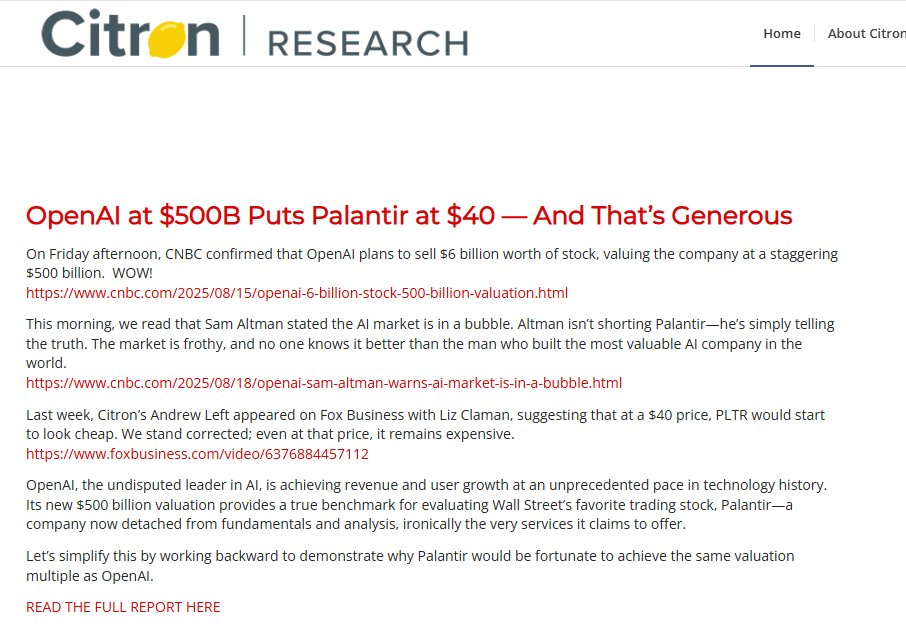 Citron | RESEARCH
Home
About Citron
OpenAI at $500B Puts Palantir at $40 — And That's Generous
On Friday afternoon, CNBC confirmed that OpenAI plans to sell $6 billion worth of stock, valuing the company at a staggering
$500 billion.  WOW!
https://www.cnbc.com/2025/08/15/openai-6-billion-stock-500-billion-valuation.html
This morning, we read that Sam Altman stated the AI market is in a bubble. Altman isn't shorting Palantir—he's simply telling
the truth. The market is frothy, and no one knows it better than the man who built the most valuable AI company in the
world.
https://www.cnbc.com/2025/08/18/openai-sam-altman-warns-ai-market-is-in-a-bubble.html
Last week, Citron's Andrew Left appeared on Fox Business with Liz Claman, suggesting that at a $40 price, PLTR would start
to look cheap. We stand corrected; even at that price, it remains expensive.
https://www.foxbusiness.com/video/6376884457112
OpenAI, the undisputed leader in AI, is achieving revenue and user growth at an unprecedented pace in technology history.
Its new $500 billion valuation provides a true benchmark for evaluating Wall Street's favorite trading stock, Palantir—a
company now detached from fundamentals and analysis, ironically the very services it claims to offer.
Let's simplify this by working backward to demonstrate why Palantir would be fortunate to achieve the same valuation
multiple as OpenAI.
READ THE FULL REPORT HERE